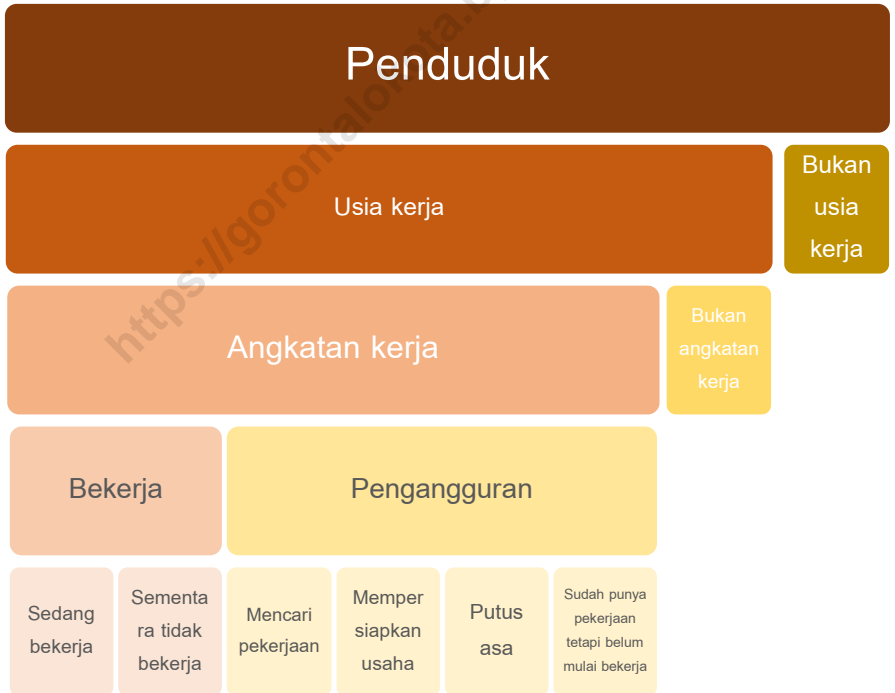 Penduduk
Usia kerja
Bukan
usia
kerja
Angkatan kerja
Bukan
angkatan
kerja
Bekerja
Pengangguran
Sedang
bekerja
Sementa
ra tidak
bekerja
Mencari
pekerjaan
Memper
siapkan
usaha
Putus
asa
Sudah punya
pekerjaan
tetapi belum
mulai bekerja
https://gorontalokota.b